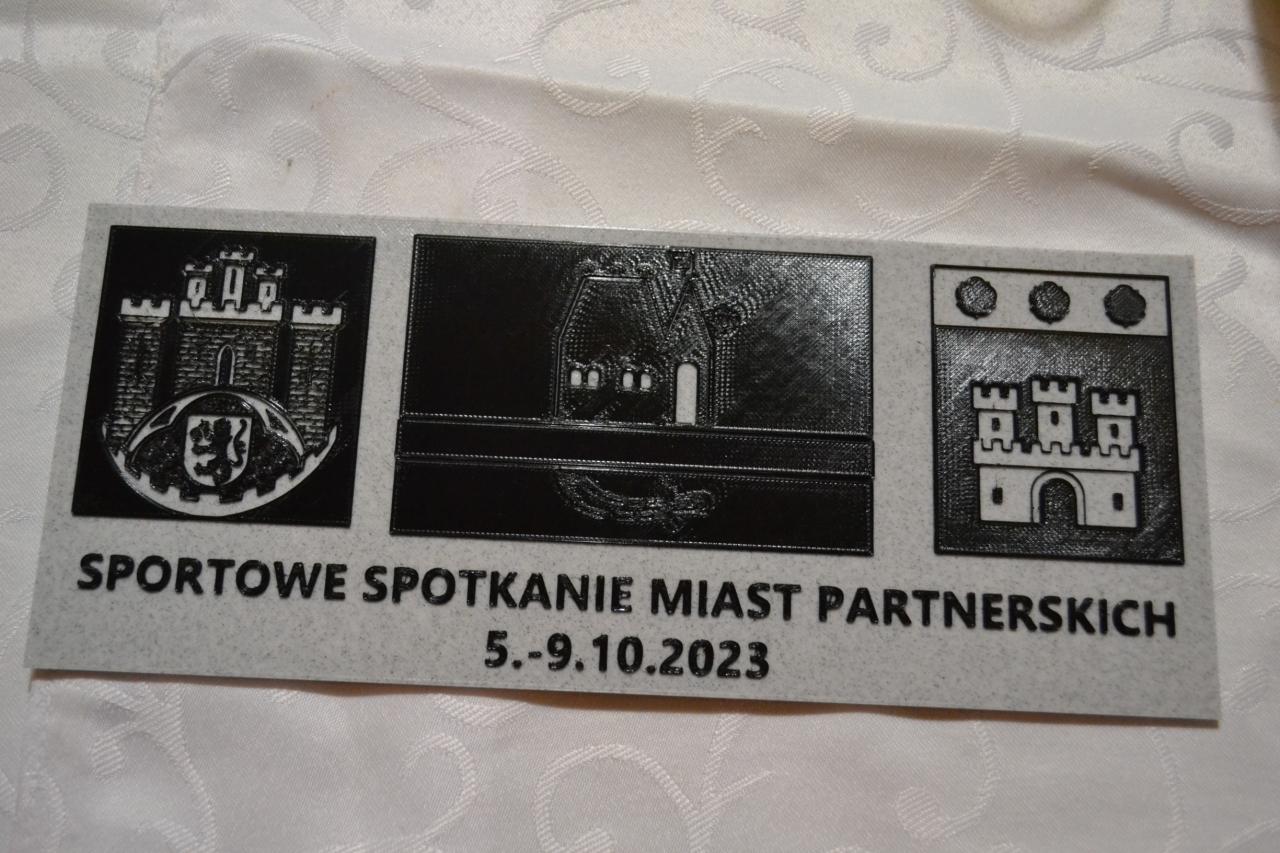 SPORTOWE SPOTKANIE MIAST PARTNERSKICH
5.-9.10.2023